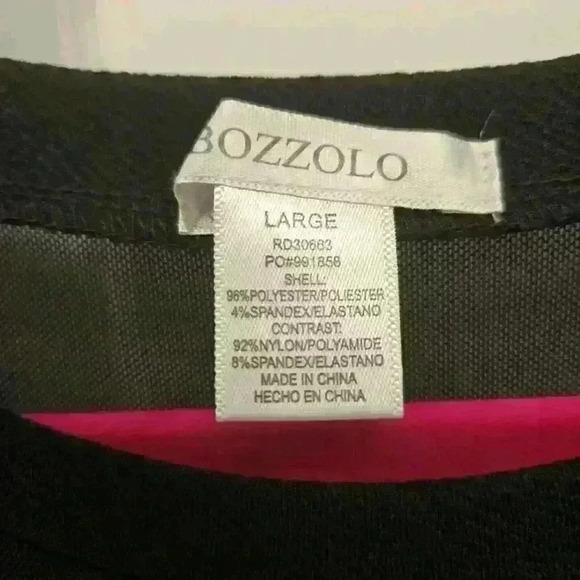 BOZZOLO
LARGE
RD30663
PO#991856
SHELL:
96%POLYESTER/POLIESTER
4%SPANDEX/ELASTANO
CONTRAST:
92%NYLON/POLYAMIDE
8%SPANDEX/ELASTANO
MADE IN CHINA
HECHO EN CHINA